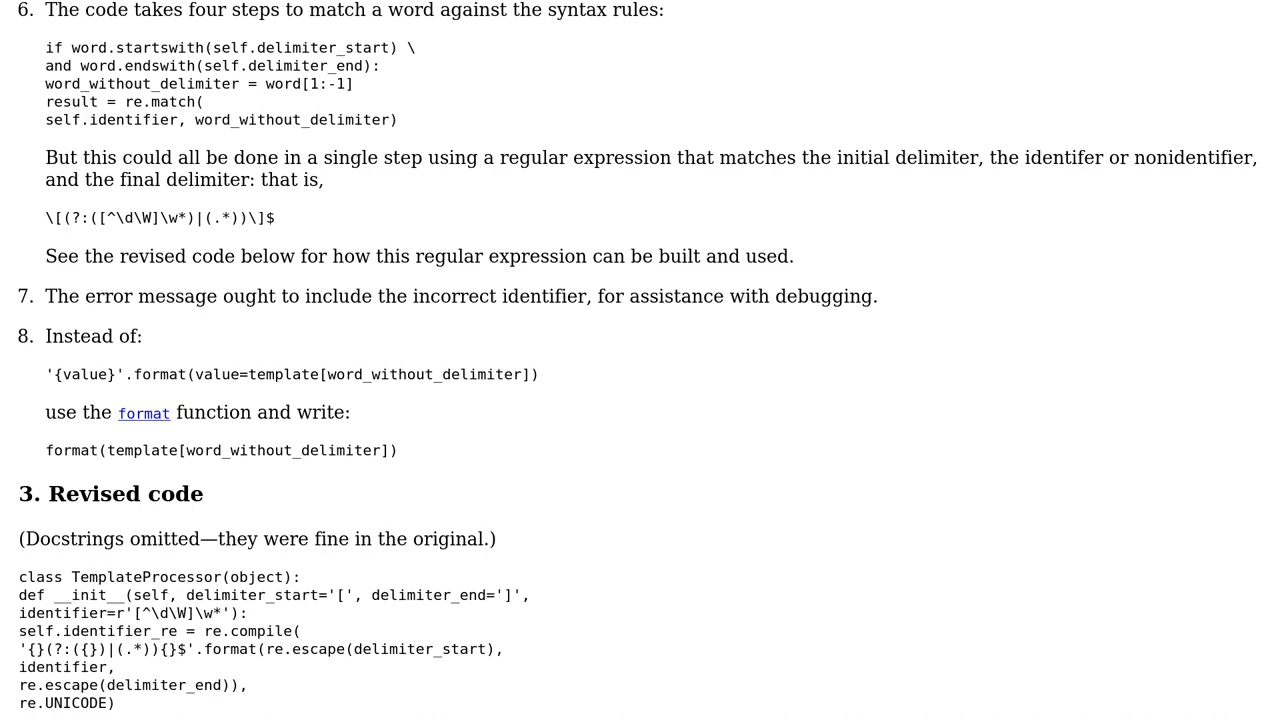 6. The code takes four steps to match a word against the syntax rules:
if word.startswith(self.delimiter_start) \
and word.endswith(self.delimiter_end):
word_without_delimiter = word[1:-1]
result = re.match(
self.identifier, word_without_delimiter)
But this could all be done in a single step using a regular expression that matches the initial delimiter, the identifer or nonidentifier,
and the final delimiter: that is,
\[(?:([^\d\W]\w*)|(.*))\]$
See the revised code below for how this regular expression can be built and used.
7. The error message ought to include the incorrect identifier, for assistance with debugging.
8. Instead of:
'{value}'.format(value=template[word_without_delimiter])
use the format function and write:
format(template[word_without_delimiter])
3. Revised code
(Docstrings omitted—they were fine in the original.)
class TemplateProcessor(object):
def __init__(self, delimiter_start='[', delimiter_end=']',
identifier=r'[^\d\W]\w*'):
self.identifier_re = re.compile(
'{}(?:({})|(.*)){}$'.format(re.escape(delimiter_start),
identifier,
re.escape(delimiter_end)),
re.UNICODE)